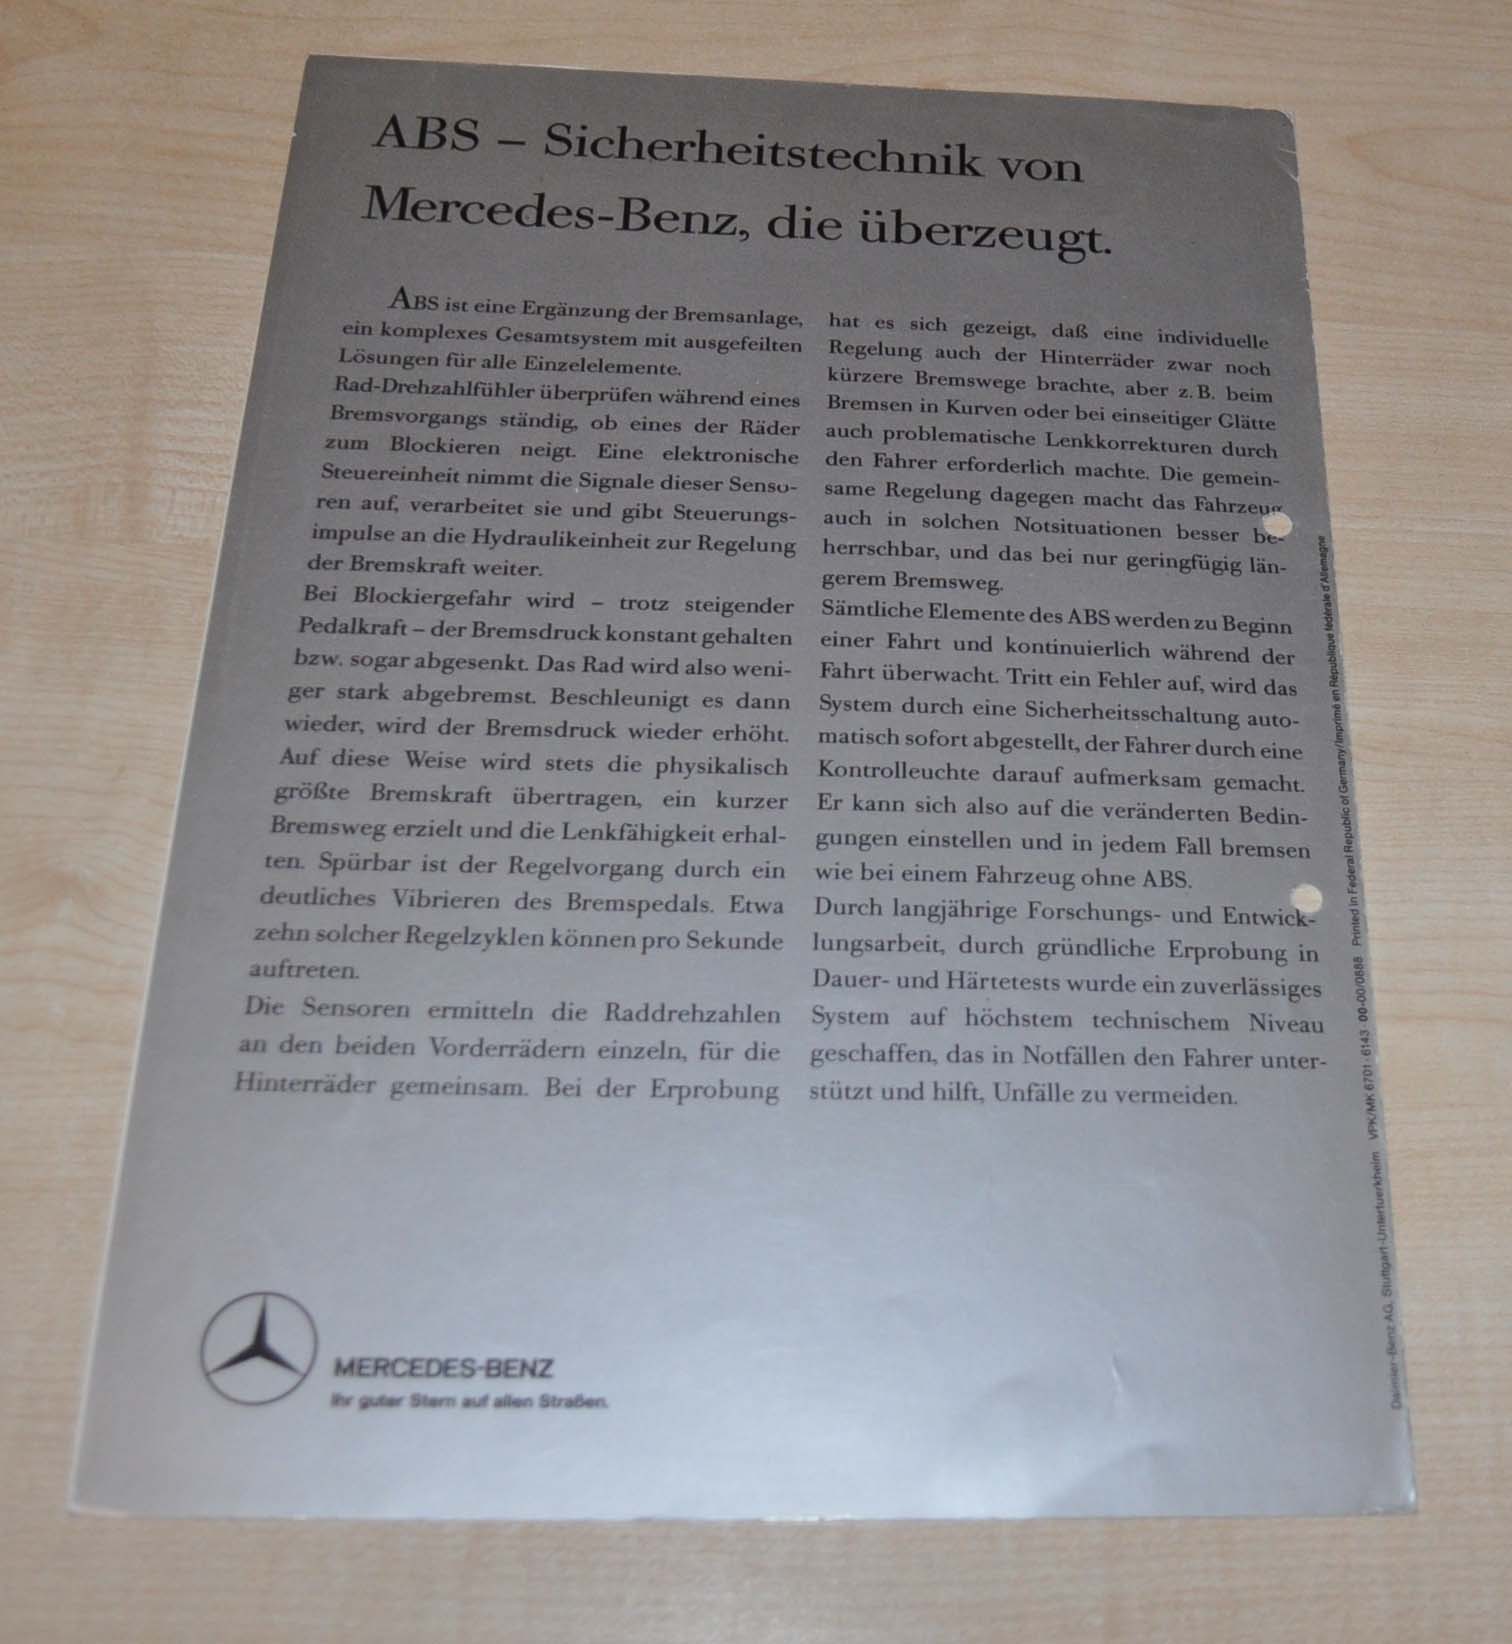 ABS – Sicherheitstechnik von
Mercedes-Benz, die überzeugt.
ABS ist eine Ergänzung der Bremsanlage,
ein komplexes Gesamtsystem mit ausgefeilten
Lösungen für alle Einzelelemente.
Rad-Drehzahlfühler überprüfen während eines
Bremsvorgangs ständig, ob eines der Räder
zum Blockieren neigt. Eine elektronische
Steuereinheit nimmt die Signale dieser Senso-
ren auf, verarbeitet sie und gibt Steuerungs-
impulse an die Hydraulikeinheit zur Regelung
der Bremskraft weiter.
Bei Blockiergefahr wird – trotz steigender
Pedalkraft – der Bremsdruck konstant gehalten
bzw. sogar abgesenkt. Das Rad wird also weni-
ger stark abgebremst. Beschleunigt es dann
wieder, wird der Bremsdruck wieder erhöht.
Auf diese Weise wird stets die physikalisch
größte Bremskraft übertragen, ein kurzer
Bremsweg erzielt und die Lenkfähigkeit erhal-
ten. Spürbar ist der Regelvorgang durch ein
deutliches Vibrieren des Bremspedals. Etwa
zehn solcher Regelzyklen können pro Sekunde
auftreten.
Die Sensoren ermitteln die Raddrehzahlen
an den beiden Vorderrädern einzeln, für die
Hinterräder gemeinsam. Bei der Erprobung
hat es sich gezeigt, daß eine individuelle
Regelung auch der Hinterräder zwar noch
kürzere Bremswege brachte, aber z. B. beim
Bremsen in Kurven oder bei einseitiger Glätte
auch problematische Lenkkorrekturen durch
den Fahrer erforderlich machte. Die gemein-
same Regelung dagegen macht das Fahrzeug
auch in solchen Notsituationen besser be-
herrschbar, und das bei nur geringfügig län-
gerem Bremsweg.
Sämtliche Elemente des ABS werden zu Beginn
einer Fahrt und kontinuierlich während der
Fahrt überwacht. Tritt ein Fehler auf, wird das
System durch eine Sicherheitsschaltung auto-
matisch sofort abgestellt, der Fahrer durch eine
Kontrolleuchte darauf aufmerksam gemacht.
Er kann sich also auf die veränderten Bedin-
gungen einstellen und in jedem Fall bremsen
wie bei einem Fahrzeug ohne ABS.
Durch langjährige Forschungs- und Entwick-
lungsarbeit, durch gründliche Erprobung in
Dauer- und Härtetests wurde ein zuverlässiges
System auf höchstem technischem Niveau
geschaffen, das in Notfällen den Fahrer unter-
stützt und hilft, Unfälle zu vermeiden.
MERCEDES-BENZ
Ihr guter Stern auf allen Straßen.
Daimler-Benz AG, Stuttgart-Untertuerkheim VPK/MK 6701 · 6143 00-00/0888 Printed in Federal Republic of Germany/Imprimé en République fédérale d'Allemagne